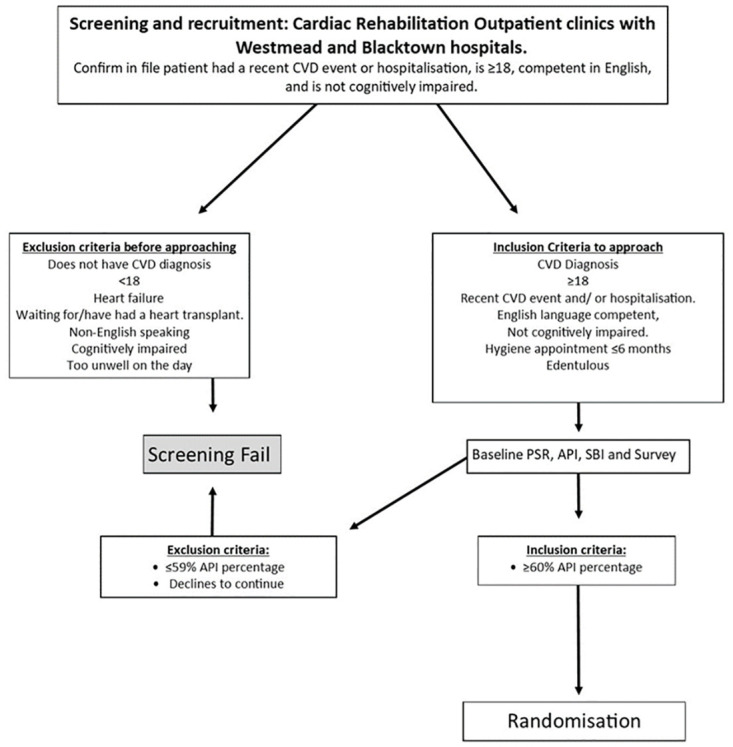 Screening and recruitment: Cardiac Rehabilitation Outpatient clinics with
Westmead and Blacktown hospitals.
Confirm in file patient had a recent CVD event or hospitalisation, is ≥18, competent in English,
and is not cognitively impaired.
Exclusion criteria before approaching
Does not have CVD diagnosis
<18
Heart failure
Waiting for/have had a heart transplant.
Non-English speaking
Cognitively impaired
Too unwell on the day
Inclusion Criteria to approach
CVD Diagnosis
≥18
Recent CVD event and/ or hospitalisation.
English language competent,
Not cognitively impaired.
Hygiene appointment ≤6 months
Edentulous
Screening Fail
Baseline PSR, API, SBI and Survey
Exclusion criteria:
• ≤59% API percentage
• Declines to continue
Inclusion criteria:
• ≥60% API percentage
Randomisation